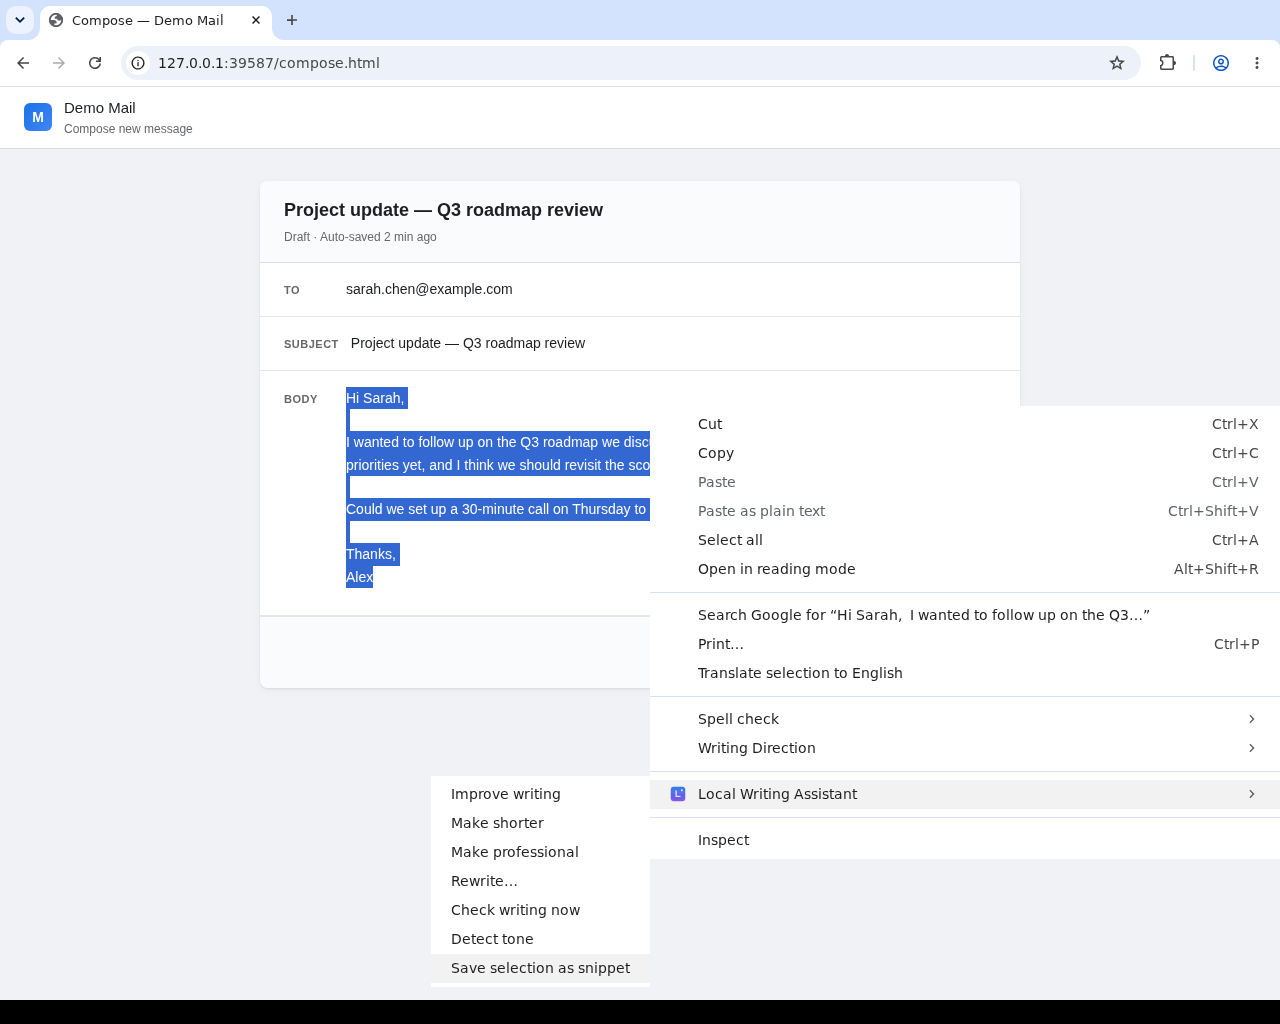 Compose — Demo Mail
127.0.0.1:39587/compose.html
M
Demo Mail
Compose new message
Project update — Q3 roadmap review
Draft · Auto-saved 2 min ago
TO sarah.chen@example.com
SUBJECT Project update — Q3 roadmap review
BODY Hi Sarah,
I wanted to follow up on the Q3 roadmap we
priorities yet, and I think we should revisit the
Could we set up a 30-minute call on Thursday to
Thanks,
Alex
Cut Ctrl+X
Copy Ctrl+C
Paste Ctrl+V
Paste as plain text Ctrl+Shift+V
Select all Ctrl+A
Open in reading mode Alt+Shift+R
Search Google for “Hi Sarah,  I wanted to follow up on the Q3…”
Print… Ctrl+P
Translate selection to English
Spell check
Writing Direction
L Local Writing Assistant
Inspect
Improve writing
Make shorter
Make professional
Rewrite…
Check writing now
Detect tone
Save selection as snippet